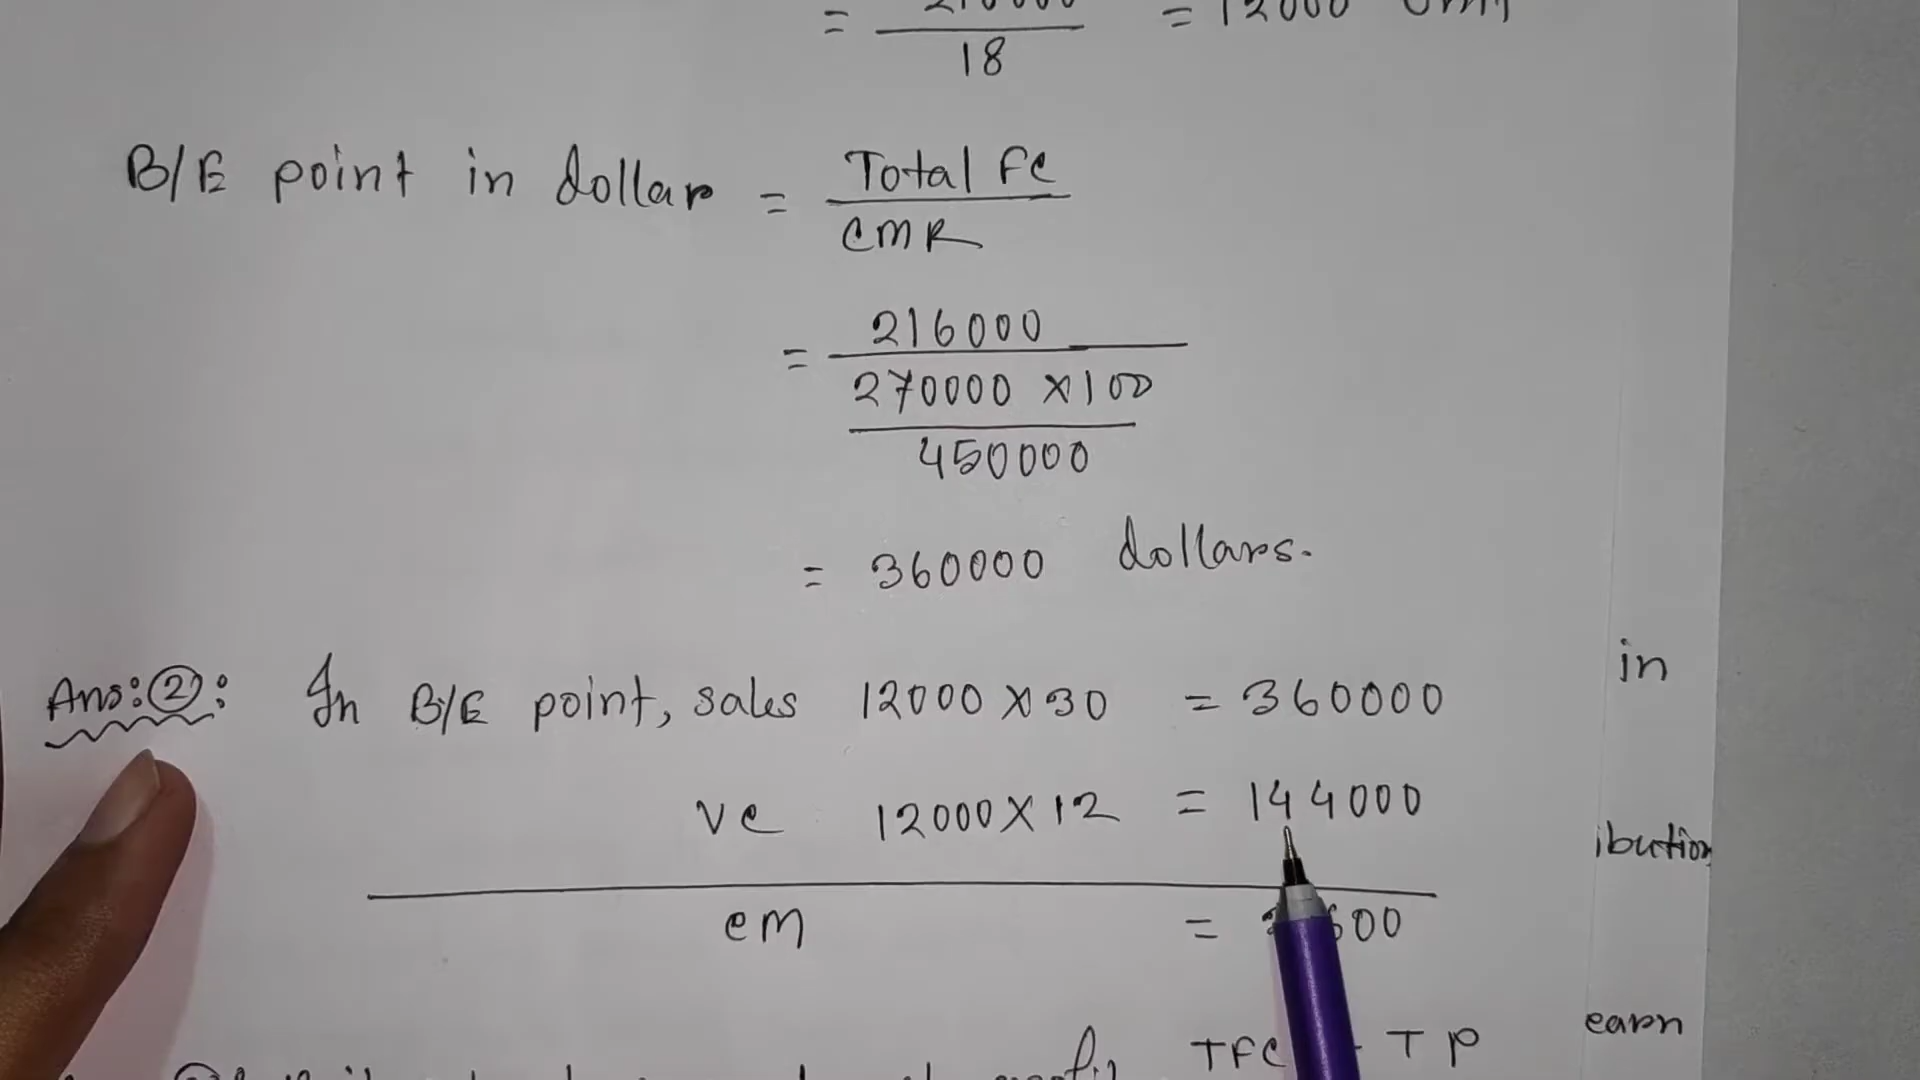 = 18 = 12000
B/E point in dollar = Total FC / CMR
= 216000
270000 x 100
450000
= 360000 dollars.
in
Ans: ②: In B/E point, sales 12000 x 30 = 360000
vc 12000 x 12 = 144000
ibution
cm =
earn
TFC TP